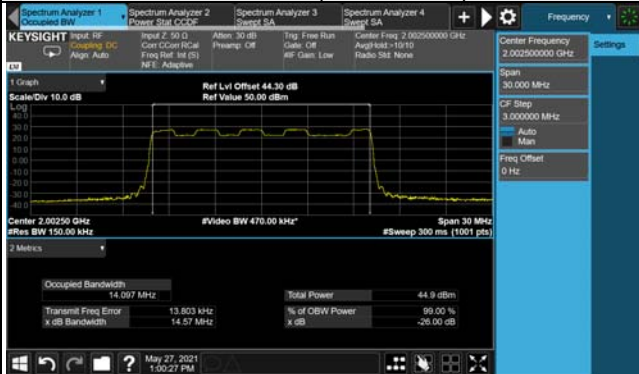 Spectrum Analyzer 1
Occupied BW
Spectrum Analyzer 2
Power Stat CCDF
Spectrum Analyzer 3
Swept SA
Spectrum Analyzer 4
Swept SA
Frequency
KEYSIGHT
Input: RF
Coupling: DC
Align: Auto
Input Z: 50 Ω
Corr CCorr RCal
Freq Ref: Int (S)
NFE: Adaptive
Atten: 30 dB
Preamp: Off
Trig: Free Run
Gate: Off
#IF Gain: Low
Center Freq: 2.002500000 GHz
Avg|Hold:>10/10
Radio Std: None
Center Frequency
2.002500000 GHz
Settings
Span
30.000 MHz
CF Step
3.000000 MHz
Auto
Man
Freq Offset
0 Hz
1 Graph
Scale/Div 10.0 dB
Ref Lvl Offset 44.30 dB
Ref Value 50.00 dBm
Log
40.0
30.0
20.0
10.0
0.00
-10.0
-20.0
-30.0
-40.0
Center 2.00250 GHz
#Res BW 150.00 kHz
#Video BW 470.00 kHz*
Span 30 MHz
#Sweep 300 ms (1001 pts)
2 Metrics
Occupied Bandwidth
14.097 MHz
Total Power
44.9 dBm
Transmit Freq Error
13.803 kHz
% of OBW Power
99.00 %
x dB Bandwidth
14.57 MHz
x dB
-26.00 dB
May 27, 2021
1:00:27 PM